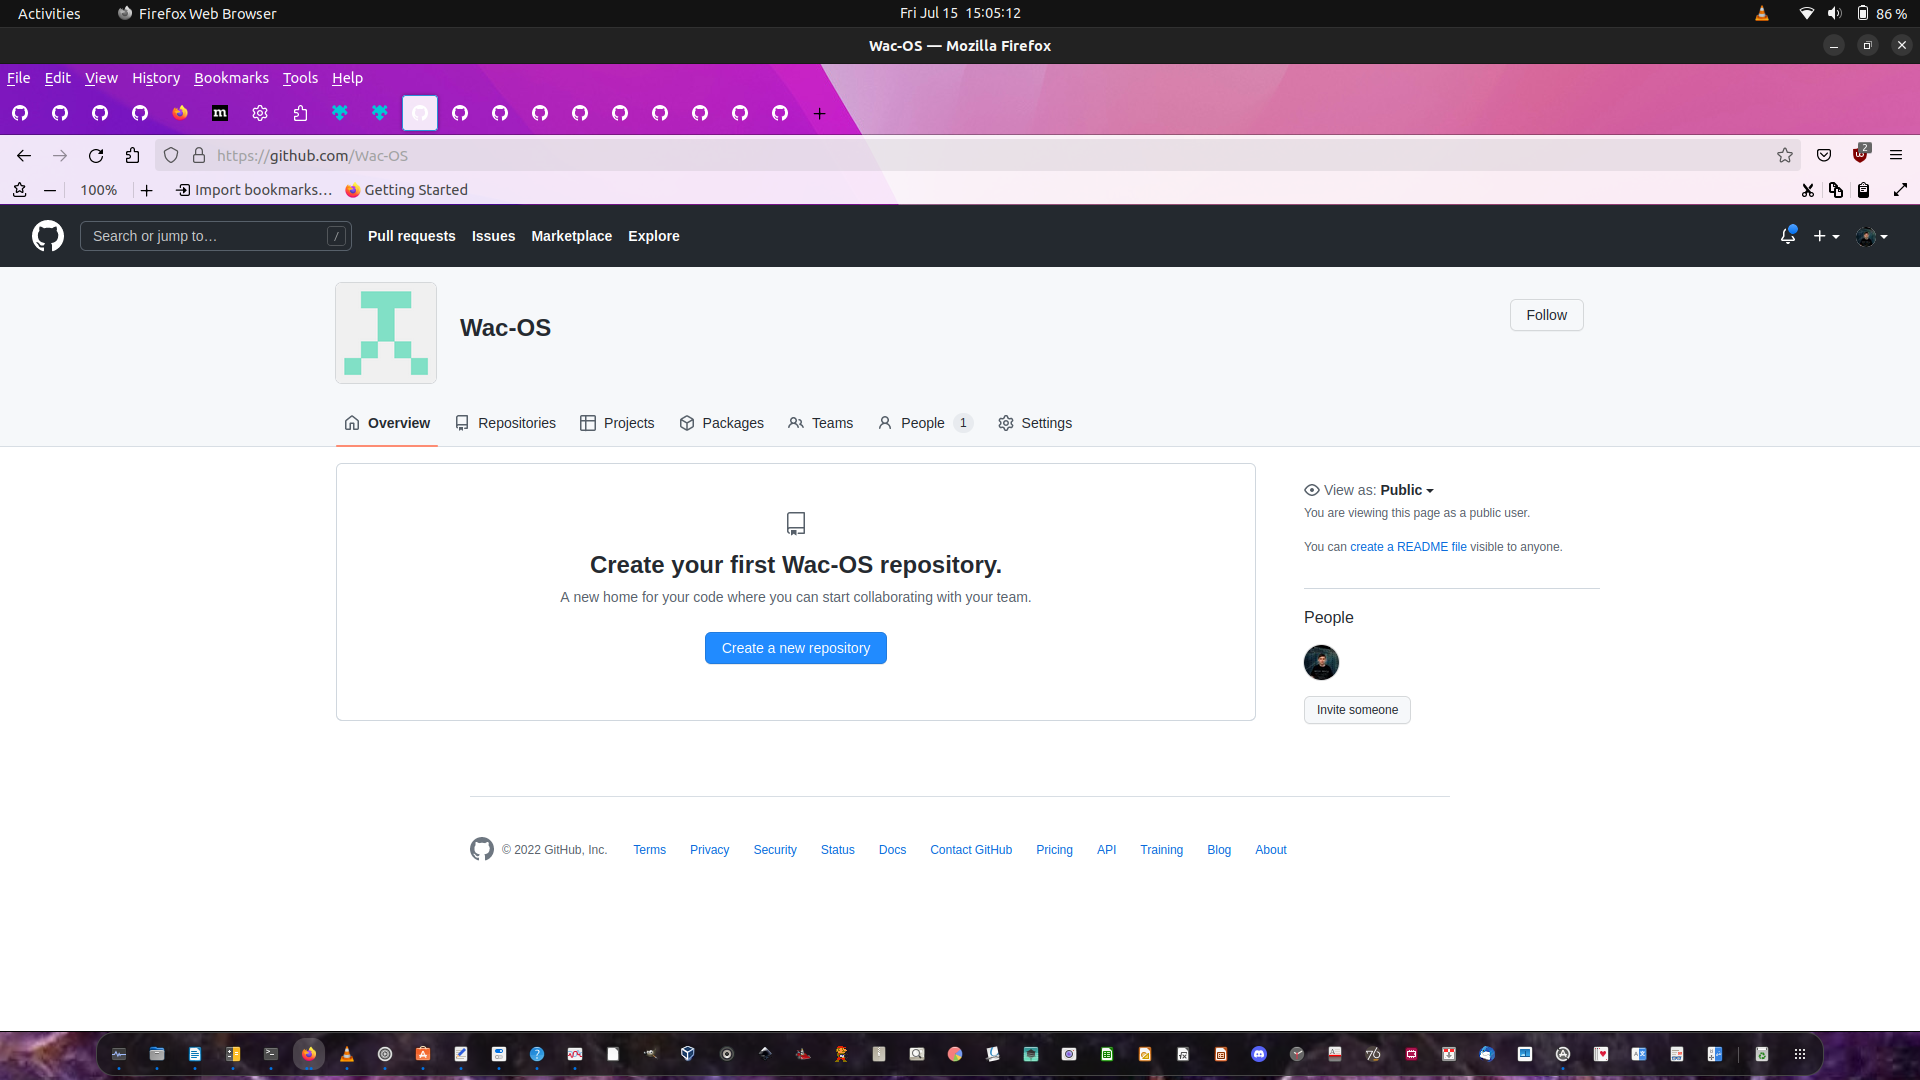 Activities Firefox Web Browser Fri Jul 15 15:05:12 86 %
Wac-OS — Mozilla Firefox
File Edit View History Bookmarks Tools Help
m
https://github.com/Wac-OS 2
100% Import bookmarks… Getting Started
Search or jump to… / Pull requests Issues Marketplace Explore
Wac-OS
Follow
Overview Repositories Projects Packages Teams People 1 Settings
View as: Public
You are viewing this page as a public user.
You can create a README file visible to anyone.
Create your first Wac-OS repository.
A new home for your code where you can start collaborating with your team.
Create a new repository
People
Invite someone
© 2022 GitHub, Inc. Terms Privacy Security Status Docs Contact GitHub Pricing API Training Blog About